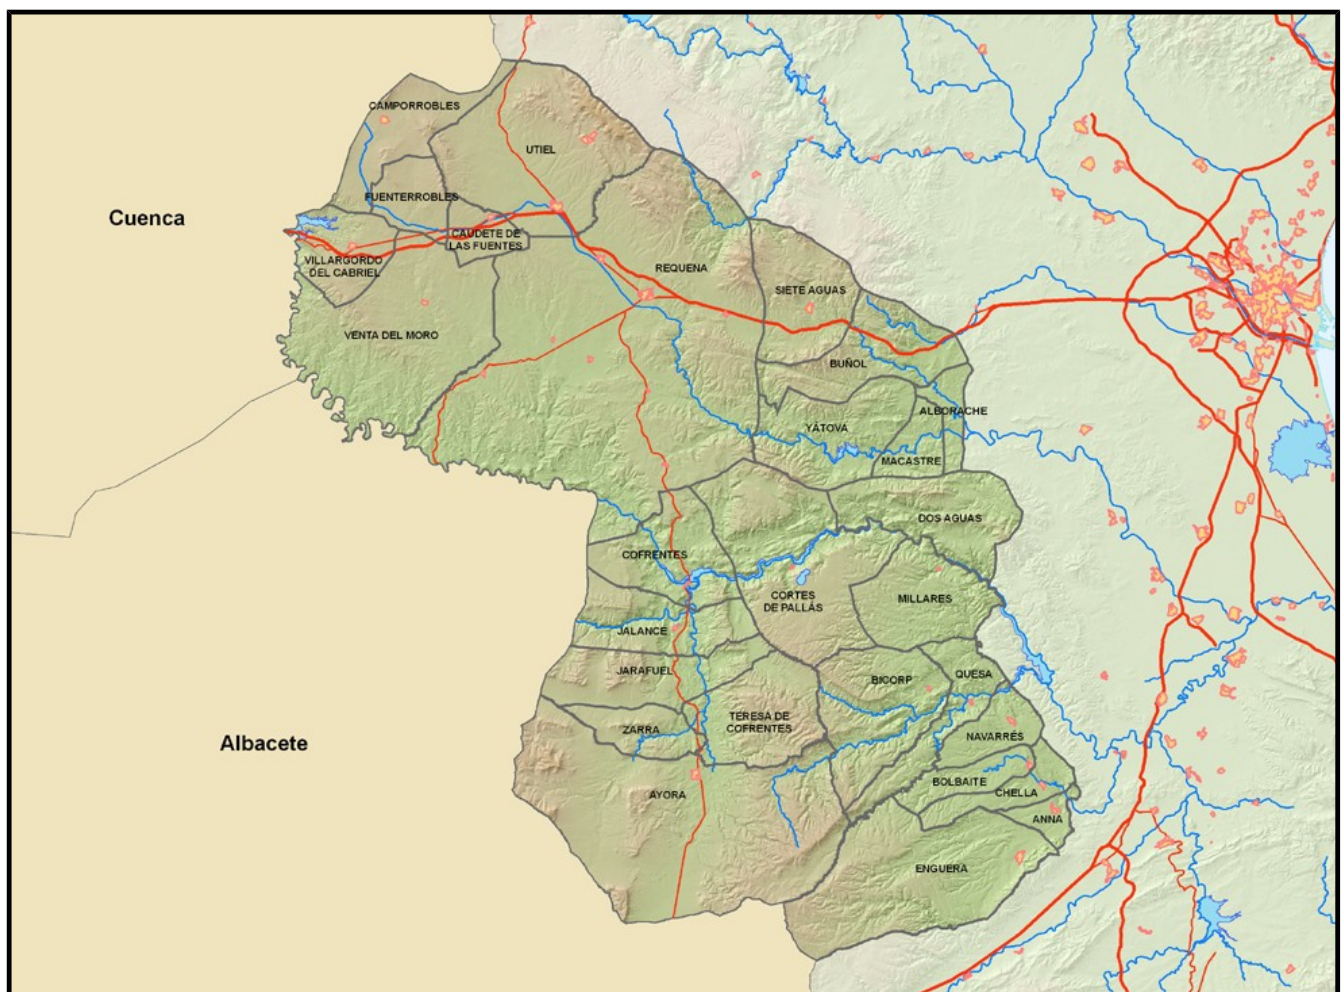 CAMPORROBLES
UTIEL
FUENTERROBLES
Cuenca
CAUDETE DE
LAS FUENTES
VILLARGORDO
DEL CABRIEL
REQUENA
SIETE AGUAS
VENTA DEL MORO
BUÑOL
ALBORACHE
YÁTOVA
MACASTRE
DOS AGUAS
COFRENTES
CORTES
DE PALLÁS
MILLARES
JALANCE
JARAFUEL
BICORP
QUESA
TERESA DE
COFRENTES
ZARRA
NAVARRÉS
Albacete
BOLBAITE
CHELLA
AYORA
ANNA
ENGUERA